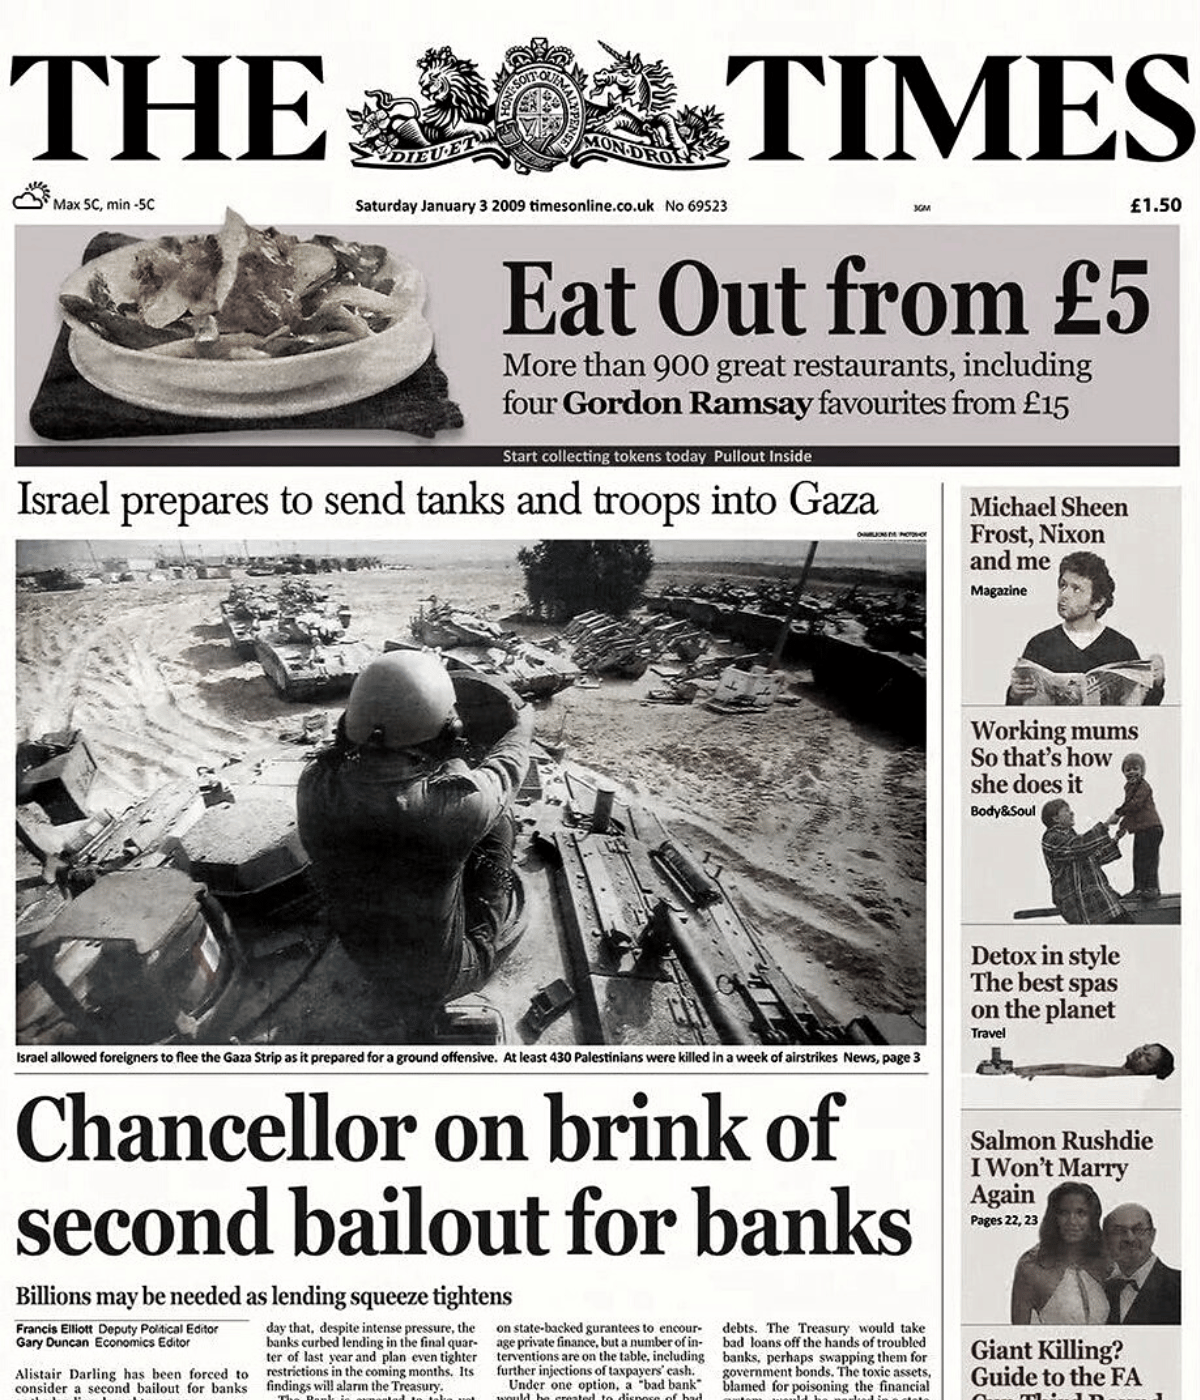 THE TIMES
HONI·SOIT·QUI·MAL·Y·PENSE
DIEU·ET MON·DROIT
Max 5C, min -5C
Saturday January 3 2009 timesonline.co.uk No 69523
3GM
£1.50
Eat Out from £5
More than 900 great restaurants, including
four Gordon Ramsay favourites from £15
Start collecting tokens today Pullout Inside
Israel prepares to send tanks and troops into Gaza
Israel allowed foreigners to flee the Gaza Strip as it prepared for a ground offensive. At least 430 Palestinians were killed in a week of airstrikes News, page 3
Chancellor on brink of
second bailout for banks
Billions may be needed as lending squeeze tightens
Francis Elliott Deputy Political Editor
Gary Duncan Economics Editor
Alistair Darling has been forced to
consider a second bailout for banks
day that, despite intense pressure, the
banks curbed lending in the final quar-
ter of last year and plan even tighter
restrictions in the coming months. Its
findings will alarm the Treasury.
on state-backed gurantees to encour-
age private finance, but a number of in-
terventions are on the table, including
further injections of taxpayers' cash.
Under one option, a "bad bank"
debts. The Treasury would take
bad loans off the hands of troubled
banks, perhaps swapping them for
government bonds. The toxic assets,
blamed for poisoning the financial
Michael Sheen
Frost, Nixon
and me
Magazine
Working mums
So that's how
she does it
Body&Soul
Detox in style
The best spas
on the planet
Travel
Salmon Rushdie
I Won't Marry
Again
Pages 22, 23
Giant Killing?
Guide to the FA